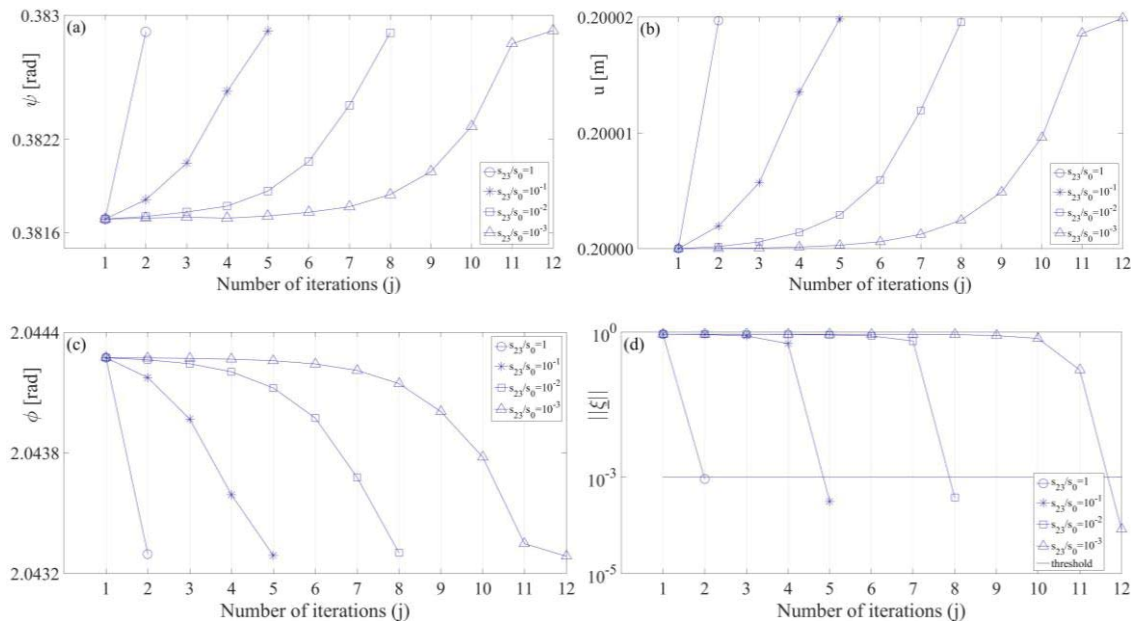 (a)
ψ [rad]
0.383
0.3822
0.3816
1 2 3 4 5 6 7 8 9 10 11 12
Number of iterations (j)
s₂₃/s₀=1
s₂₃/s₀=10⁻¹
s₂₃/s₀=10⁻²
s₂₃/s₀=10⁻³
(b)
u [m]
0.20002
0.20001
0.20000
1 2 3 4 5 6 7 8 9 10 11 12
Number of iterations (j)
s₂₃/s₀=1
s₂₃/s₀=10⁻¹
s₂₃/s₀=10⁻²
s₂₃/s₀=10⁻³
(c)
ϕ [rad]
2.0444
2.0438
2.0432
1 2 3 4 5 6 7 8 9 10 11 12
Number of iterations (j)
s₂₃/s₀=1
s₂₃/s₀=10⁻¹
s₂₃/s₀=10⁻²
s₂₃/s₀=10⁻³
(d)
||ξ||
10⁰
10⁻³
10⁻⁵
1 2 3 4 5 6 7 8 9 10 11 12
Number of iterations (j)
s₂₃/s₀=1
s₂₃/s₀=10⁻¹
s₂₃/s₀=10⁻²
s₂₃/s₀=10⁻³
threshold